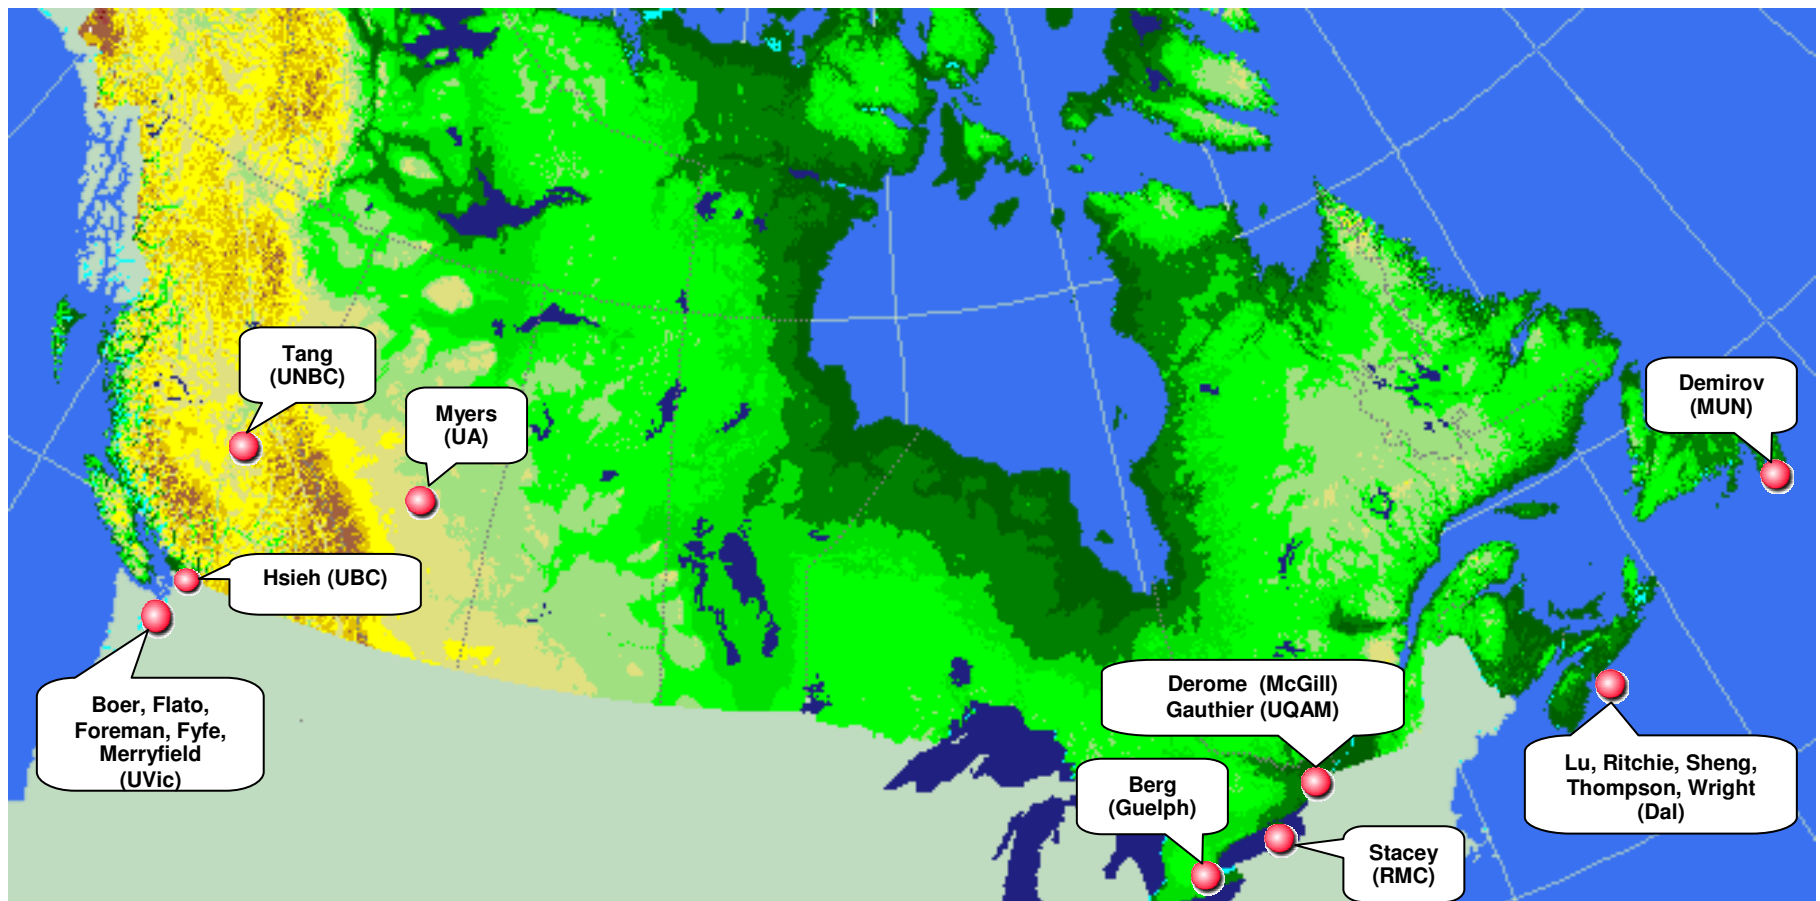 Tang
(UNBC)
Myers
(UA)
Demirov
(MUN)
Hsieh (UBC)
Boer, Flato,
Foreman, Fyfe,
Merryfield
(UVic)
Derome (McGill)
Gauthier (UQAM)
Berg
(Guelph)
Stacey
(RMC)
Lu, Ritchie, Sheng,
Thompson, Wright
(Dal)